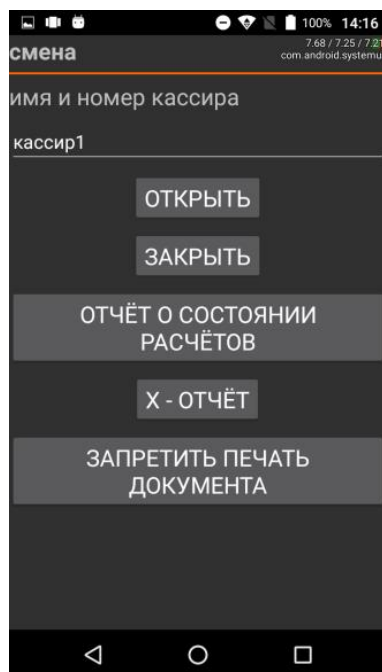 100% 14:16
смена
7.68 / 7.25 / 7.21
com.android.systemu
имя и номер кассира
кассир1
ОТКРЫТЬ
ЗАКРЫТЬ
ОТЧЁТ О СОСТОЯНИИ
РАСЧЁТОВ
X - ОТЧЁТ
ЗАПРЕТИТЬ ПЕЧАТЬ
ДОКУМЕНТА